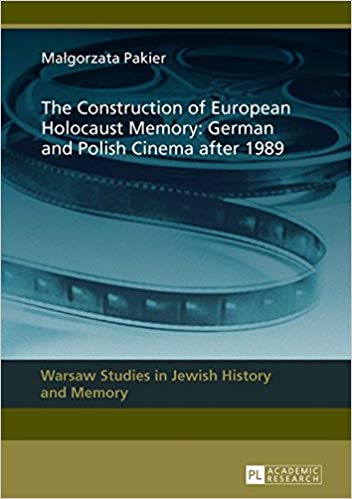 Małgorzata Pakier
The Construction of European
Holocaust Memory: German
and Polish Cinema after 1989
Warsaw Studies in Jewish History
and Memory
PL
ACADEMIC
RESEARCH